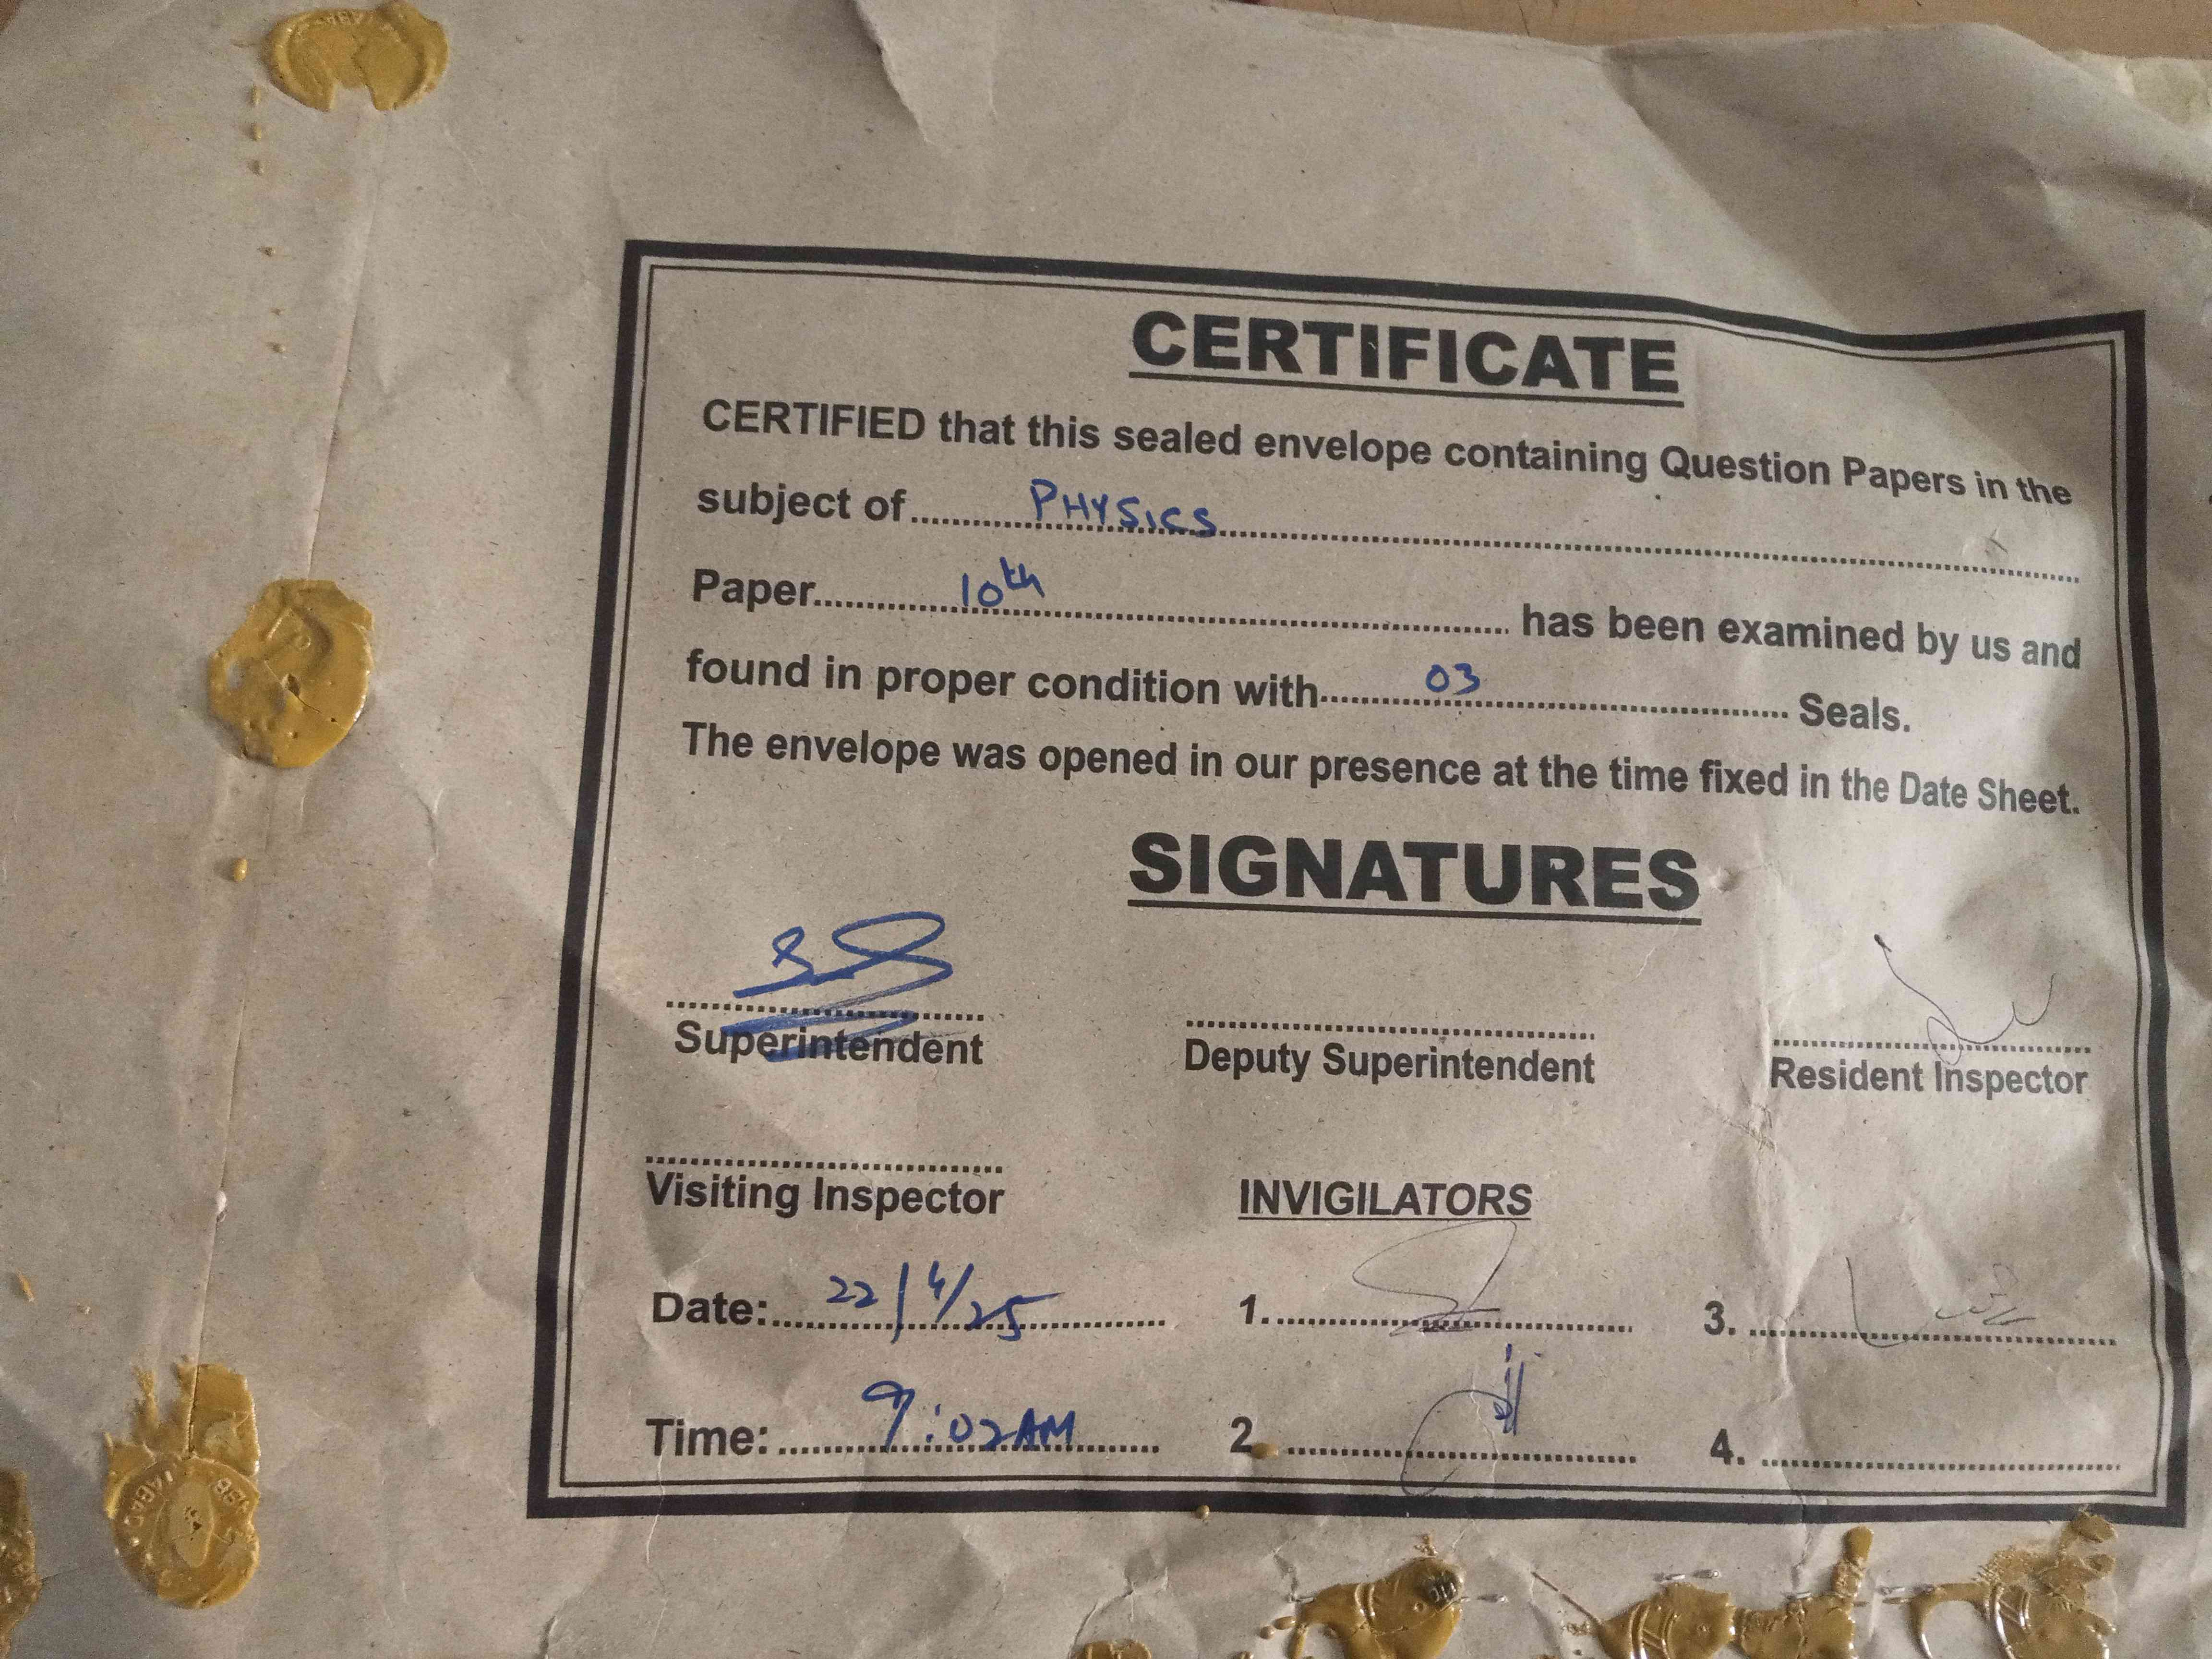 CERTIFICATE
CERTIFIED that this sealed envelope containing Question Papers in the
subject of PHYSICS
Paper 10th has been examined by us and
found in proper condition with 03 Seals.
The envelope was opened in our presence at the time fixed in the Date Sheet.
SIGNATURES
Superintendent Deputy Superintendent Resident Inspector
Visiting Inspector INVIGILATORS
Date: 22/4/25 1. 3.
Time: 9:02AM 2. 4.